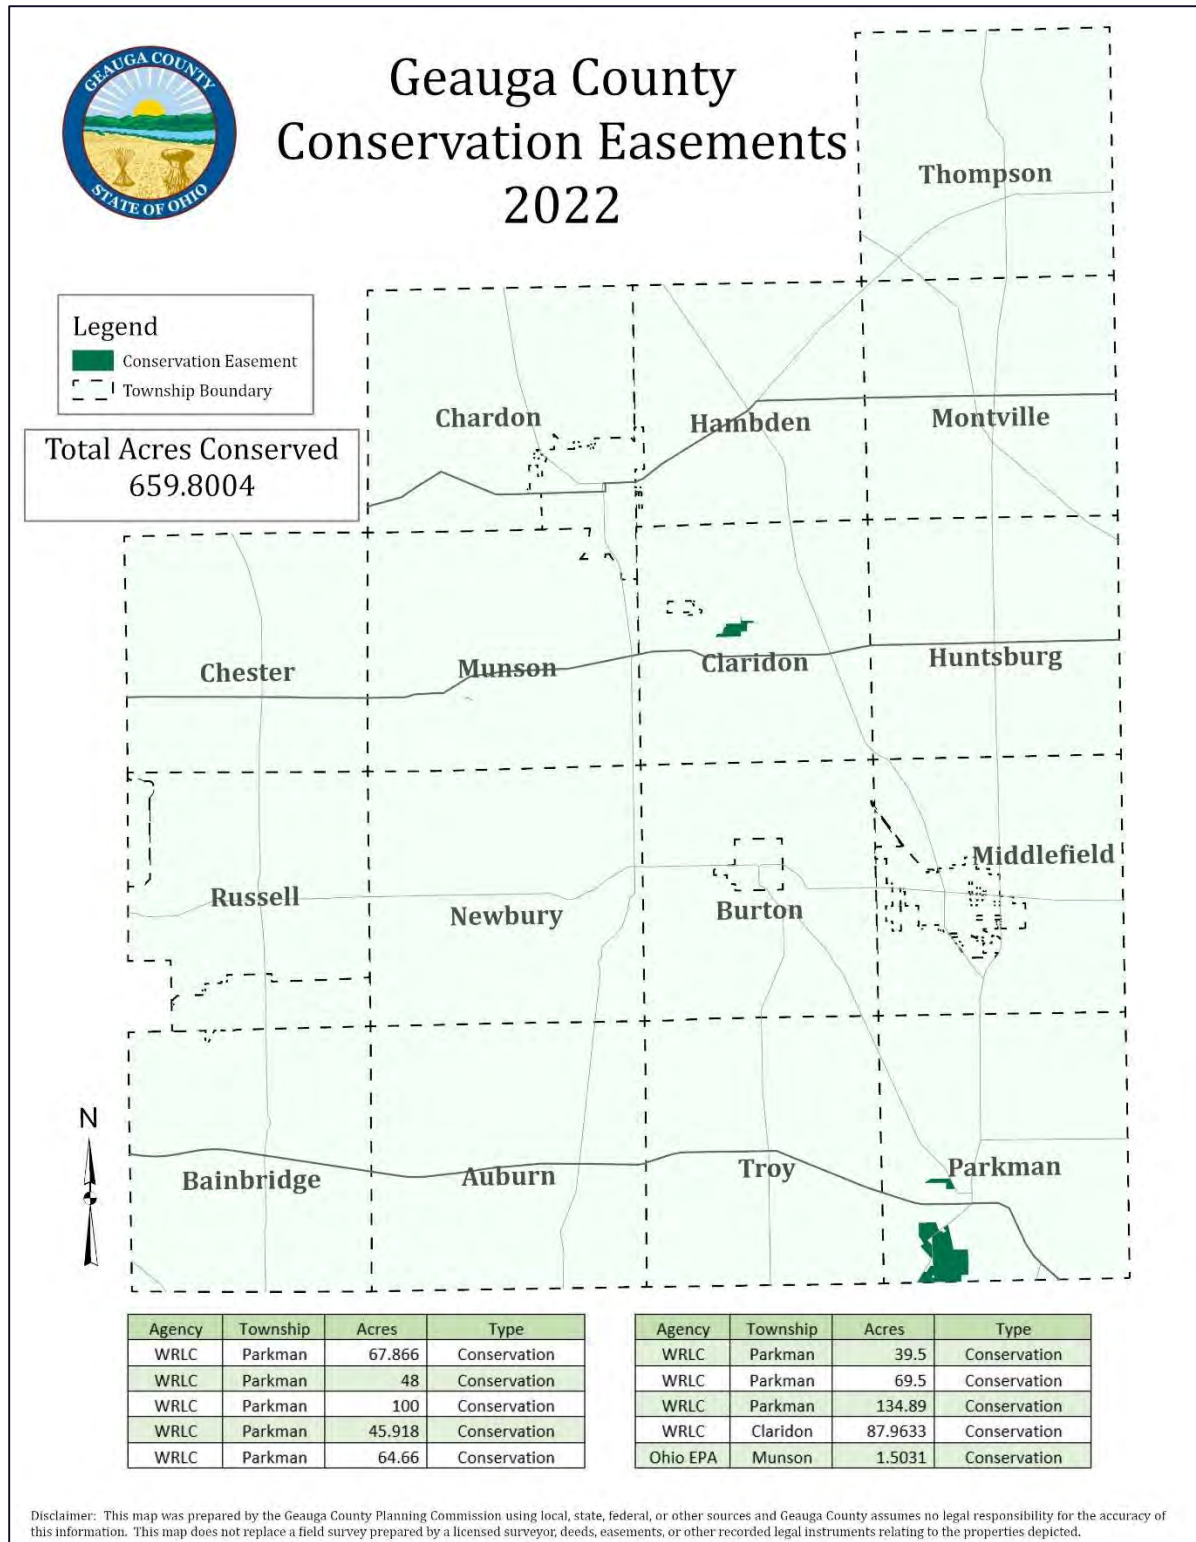 GEAUGA COUNTY
STATE OF OHIO
Geauga County
Conservation Easements
2022
Thompson
Legend
Conservation Easement
Township Boundary
Total Acres Conserved
659.8004
Chardon
Hambden
Montville
Chester
Munson
Claridon
Huntsburg
Russell
Newbury
Burton
Middlefield
N
Bainbridge
Auburn
Troy
Parkman
Agency Township Acres Type
WRLC Parkman 67.866 Conservation
WRLC Parkman 48 Conservation
WRLC Parkman 100 Conservation
WRLC Parkman 45.918 Conservation
WRLC Parkman 64.66 Conservation
Agency Township Acres Type
WRLC Parkman 39.5 Conservation
WRLC Parkman 69.5 Conservation
WRLC Parkman 134.89 Conservation
WRLC Claridon 87.9633 Conservation
Ohio EPA Munson 1.5031 Conservation
Disclaimer: This map was prepared by the Geauga County Planning Commission using local, state, federal, or other sources and Geauga County assumes no legal responsibility for the accuracy of
this information. This map does not replace a field survey prepared by a licensed surveyor, deeds, easements, or other recorded legal instruments relating to the properties depicted.